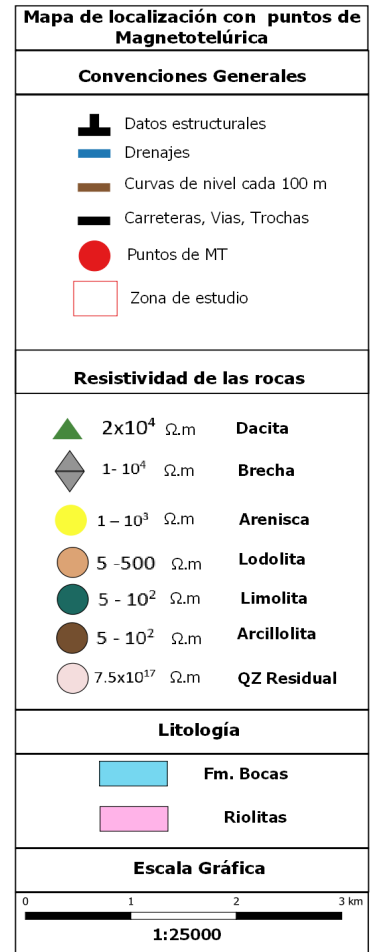 Mapa de localización con puntos de
Magnetotelúrica
Convenciones Generales
Datos estructurales
Drenajes
Curvas de nivel cada 100 m
Carreteras, Vias, Trochas
Puntos de MT
Zona de estudio
Resistividad de las rocas
2x10⁴ Ω.m Dacita
1- 10⁴ Ω.m Brecha
1 – 10³ Ω.m Arenisca
5 -500 Ω.m Lodolita
5 - 10² Ω.m Limolita
5 - 10² Ω.m Arcillolita
7.5x10¹⁷ Ω.m QZ Residual
Litología
Fm. Bocas
Riolitas
Escala Gráfica
0 1 2 3 km
1:25000